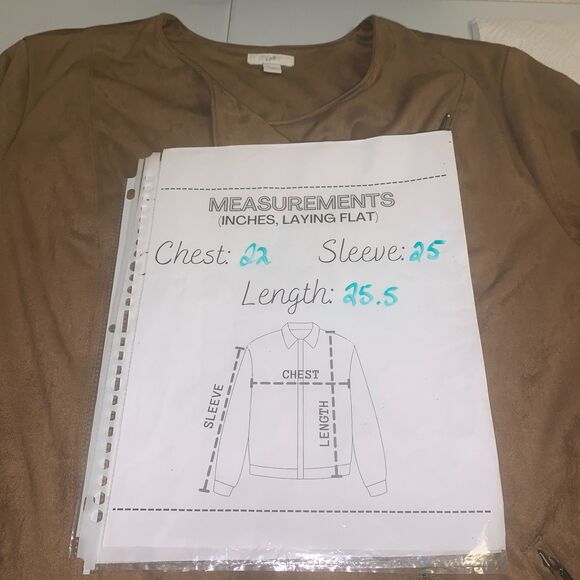 MEASUREMENTS
(INCHES, LAYING FLAT)
Chest: 22 Sleeve: 25
Length: 25.5
CHEST
SLEEVE
LENGTH